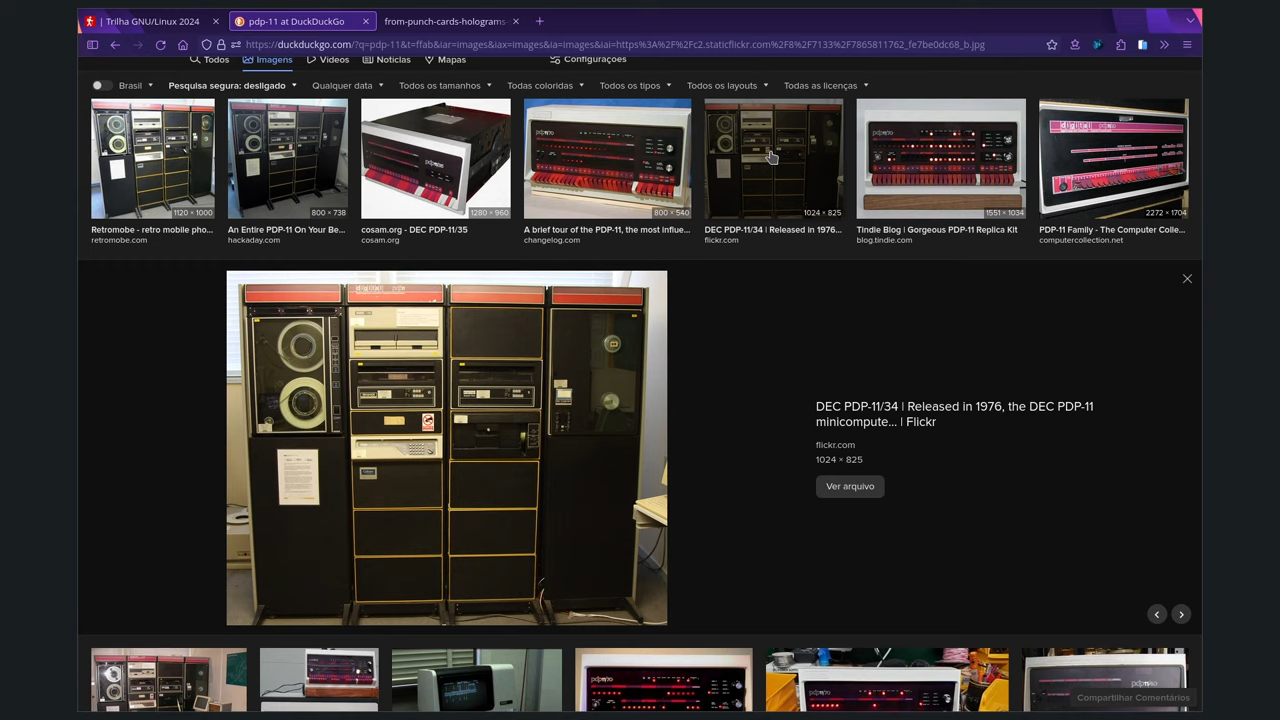 | Trilha GNU/Linux 2024
pdp-11 at DuckDuckGo
from-punch-cards-holograms
https://duckduckgo.com/?q=pdp-11&t=ffab&iar=images&iax=images&ia=images&iai=https%3A%2F%2Fc2.staticflickr.com%2F8%2F7133%2F7865811762_fe7be0dc68_b.jpg
Todos
Imagens
Vídeos
Notícias
Mapas
Configurações
Brasil
Pesquisa segura: desligado
Qualquer data
Todos os tamanhos
Todas coloridas
Todos os tipos
Todos os layouts
Todas as licenças
1120 × 1000
800 × 738
1280 × 960
800 × 540
1024 × 825
1551 × 1034
2272 × 1704
Retromobe - retro mobile pho...
retromobe.com
An Entire PDP-11 On Your Be...
hackaday.com
cosam.org - DEC PDP-11/35
cosam.org
A brief tour of the PDP-11, the most influe...
changelog.com
DEC PDP-11/34 | Released in 1976...
flickr.com
Tindie Blog | Gorgeous PDP-11 Replica Kit
blog.tindie.com
PDP-11 Family - The Computer Colle...
computercollection.net
DEC PDP-11/34 | Released in 1976, the DEC PDP-11
minicompute... | Flickr
flickr.com
1024 × 825
Ver arquivo
Compartilhar Comentários